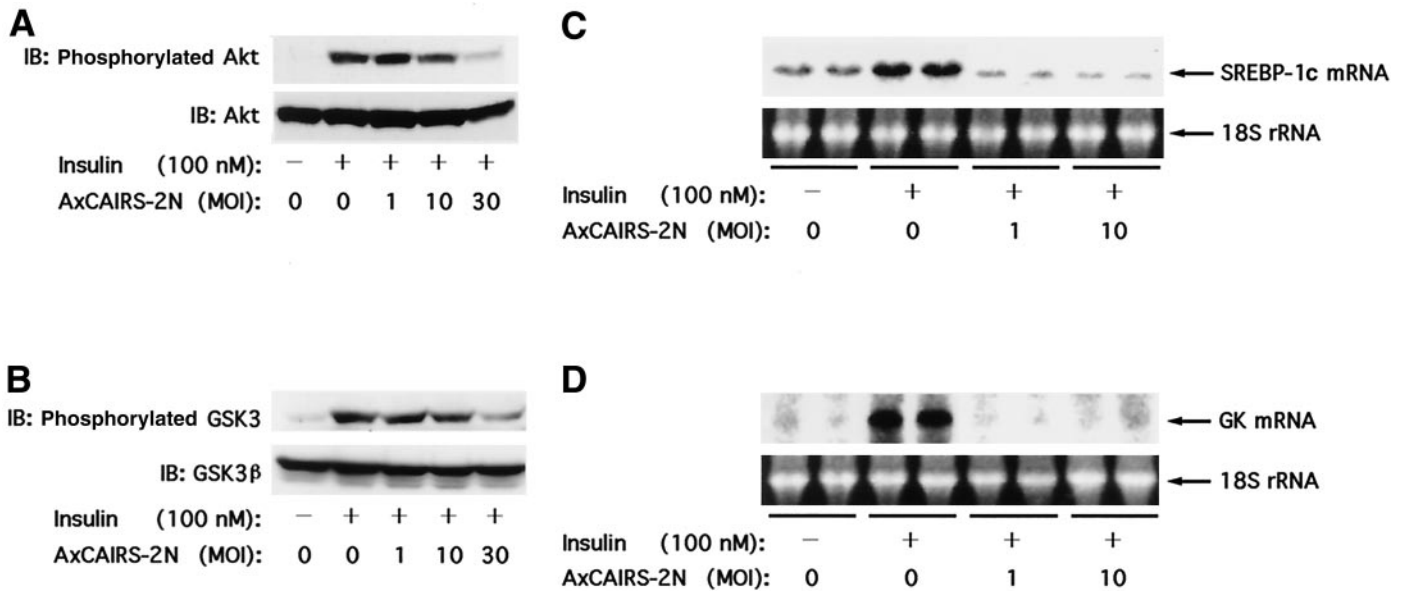 A
IB: Phosphorylated Akt
IB: Akt
Insulin (100 nM): – + + + +
AxCAIRS-2N (MOI): 0 0 1 10 30
B
IB: Phosphorylated GSK3
IB: GSK3β
Insulin (100 nM): – + + + +
AxCAIRS-2N (MOI): 0 0 1 10 30
C
SREBP-1c mRNA
18S rRNA
Insulin (100 nM): – + + +
AxCAIRS-2N (MOI): 0 0 1 10
D
GK mRNA
18S rRNA
Insulin (100 nM): – + + +
AxCAIRS-2N (MOI): 0 0 1 10